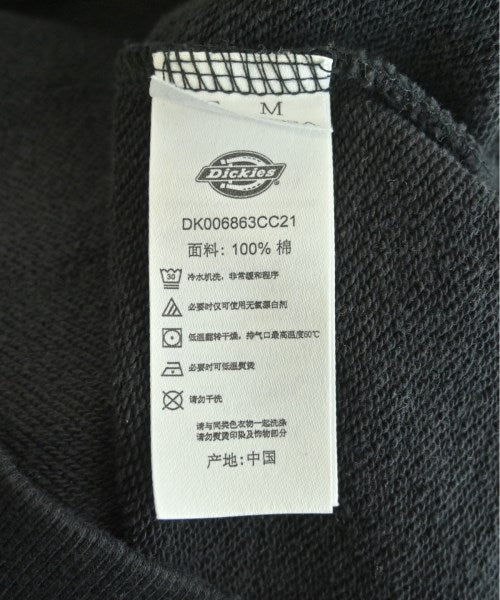 M
Dickies
DK006863CC21
面料: 100% 棉
30
冷水机洗，非常缓和程序
必要时仅可使用无氯漂白剂
低温翻转干燥，排气口最高温度60℃
必要时可低温熨烫
请勿干洗
请与同类色衣物一起洗涤
请勿熨烫印染及饰物部分
产地: 中国